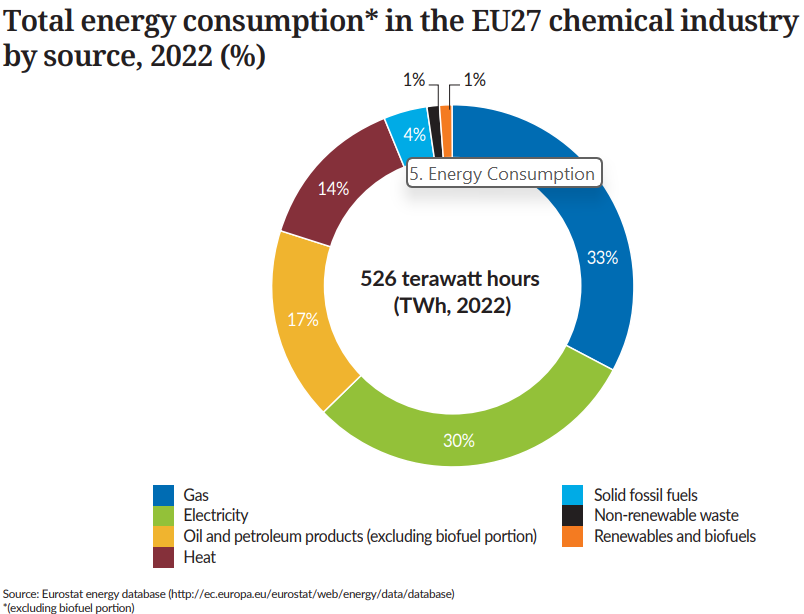 Total energy consumption* in the EU27 chemical industry
by source, 2022 (%)
1%
1%
4%
5. Energy Consumption
14%
33%
526 terawatt hours
(TWh, 2022)
17%
30%
Gas
Electricity
Oil and petroleum products (excluding biofuel portion)
Heat
Solid fossil fuels
Non-renewable waste
Renewables and biofuels
Source: Eurostat energy database (http://ec.europa.eu/eurostat/web/energy/data/database)
*(excluding biofuel portion)